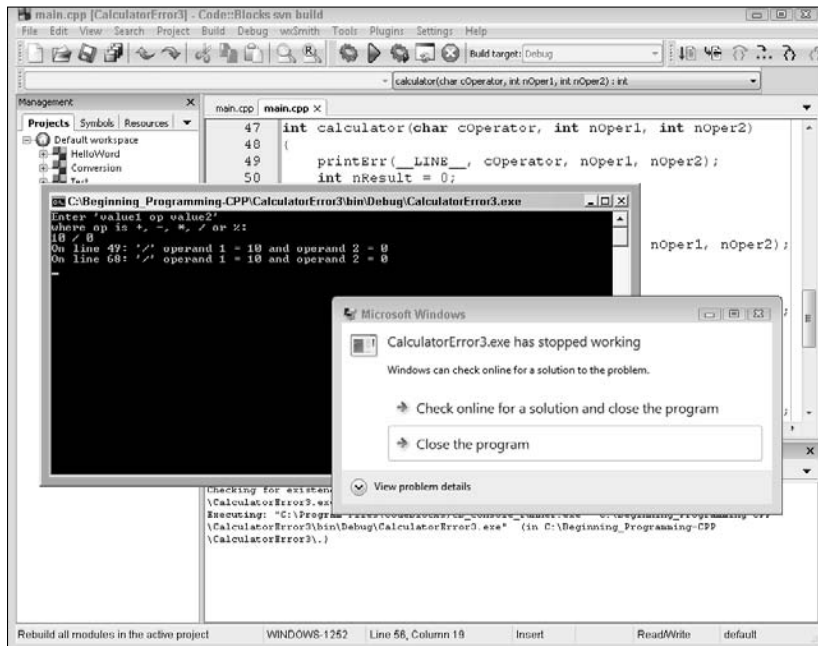 main.cpp [CalculatorError3] - Code::Blocks svn build
File Edit View Search Project Build Debug wxSmith Tools Plugins Settings Help
Build target: Debug
calculator(char cOperator, int nOper1, int nOper2) : int
Management
main.cpp main.cpp
Projects Symbols Resources
Default workspace
HelloWord
Conversion
Test
47 int calculator(char cOperator, int nOper1, int nOper2)
48 {
49 printErr(__LINE__, cOperator, nOper1, nOper2);
50 int nResult = 0;
C:\Beginning_Programming-CPP\CalculatorError3\bin\Debug\CalculatorError3.exe
Enter 'value1 op value2'
where op is +, -, *, / or %:
10 / 0
On line 49: '/' operand 1 = 10 and operand 2 = 0
On line 68: '/' operand 1 = 10 and operand 2 = 0
nOper1, nOper2);
Microsoft Windows
CalculatorError3.exe has stopped working
Windows can check online for a solution to the problem.
Check online for a solution and close the program
Close the program
View problem details
Checking for
\CalculatorError3
Executing: "C:\Program
\CalculatorError3\bin\Debug\CalculatorError3.exe" (in C:\Beginning_Programming-CPP
\CalculatorError3\.)
Rebuild all modules in the active project WINDOWS-1252 Line 56, Column 19 Insert Read/Write default